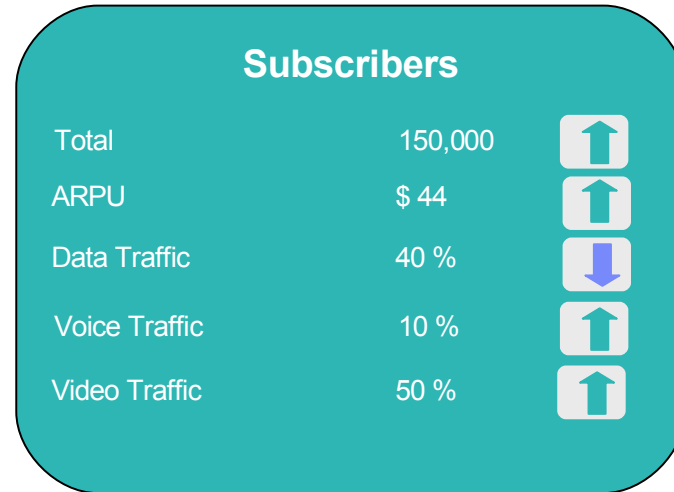 Subscribers
Total 150,000
ARPU $ 44
Data Traffic 40 %
Voice Traffic 10 %
Video Traffic 50 %